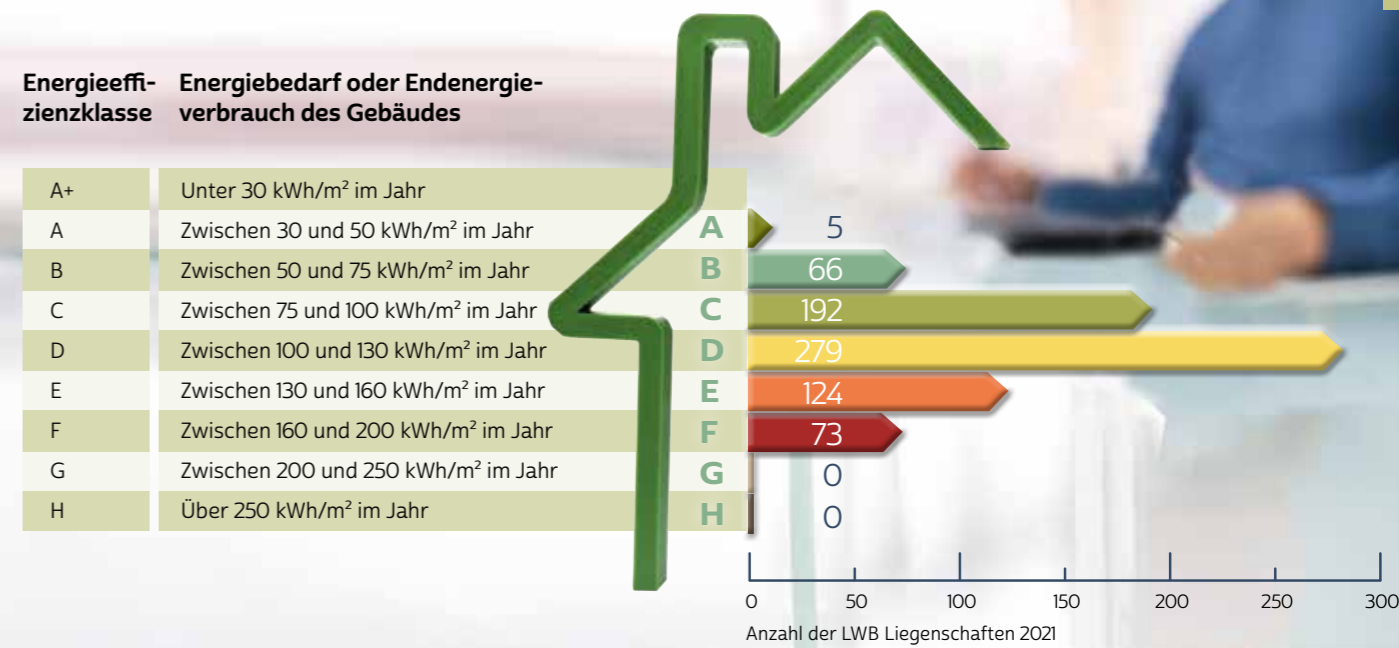 Energieeffi- Energiebedarf oder Endenergie-
zienzklasse verbrauch des Gebäudes
A+ Unter 30 kWh/m² im Jahr
A Zwischen 30 und 50 kWh/m² im Jahr A 5
B Zwischen 50 und 75 kWh/m² im Jahr B 66
C Zwischen 75 und 100 kWh/m² im Jahr C 192
D Zwischen 100 und 130 kWh/m² im Jahr D 279
E Zwischen 130 und 160 kWh/m² im Jahr E 124
F Zwischen 160 und 200 kWh/m² im Jahr F 73
G Zwischen 200 und 250 kWh/m² im Jahr G 0
H Über 250 kWh/m² im Jahr H 0
0 50 100 150 200 250 300
Anzahl der LWB Liegenschaften 2021